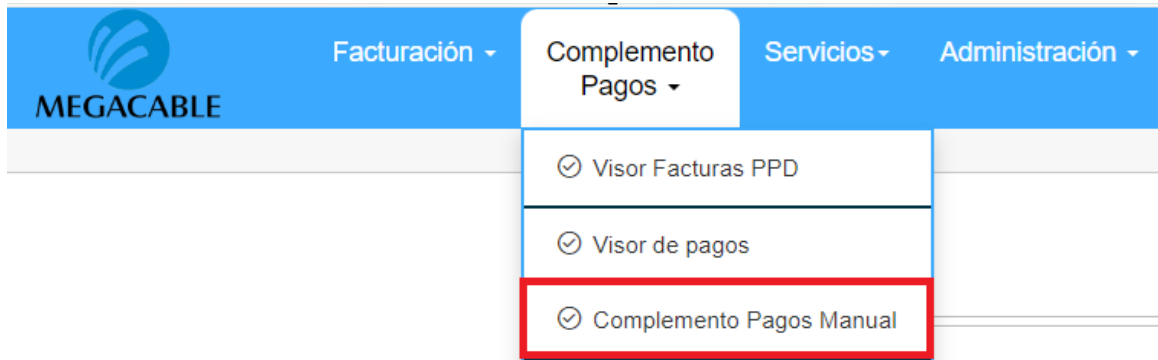 MEGACABLE
Facturación
Complemento
Pagos
Servicios
Administración
Visor Facturas PPD
Visor de pagos
Complemento Pagos Manual